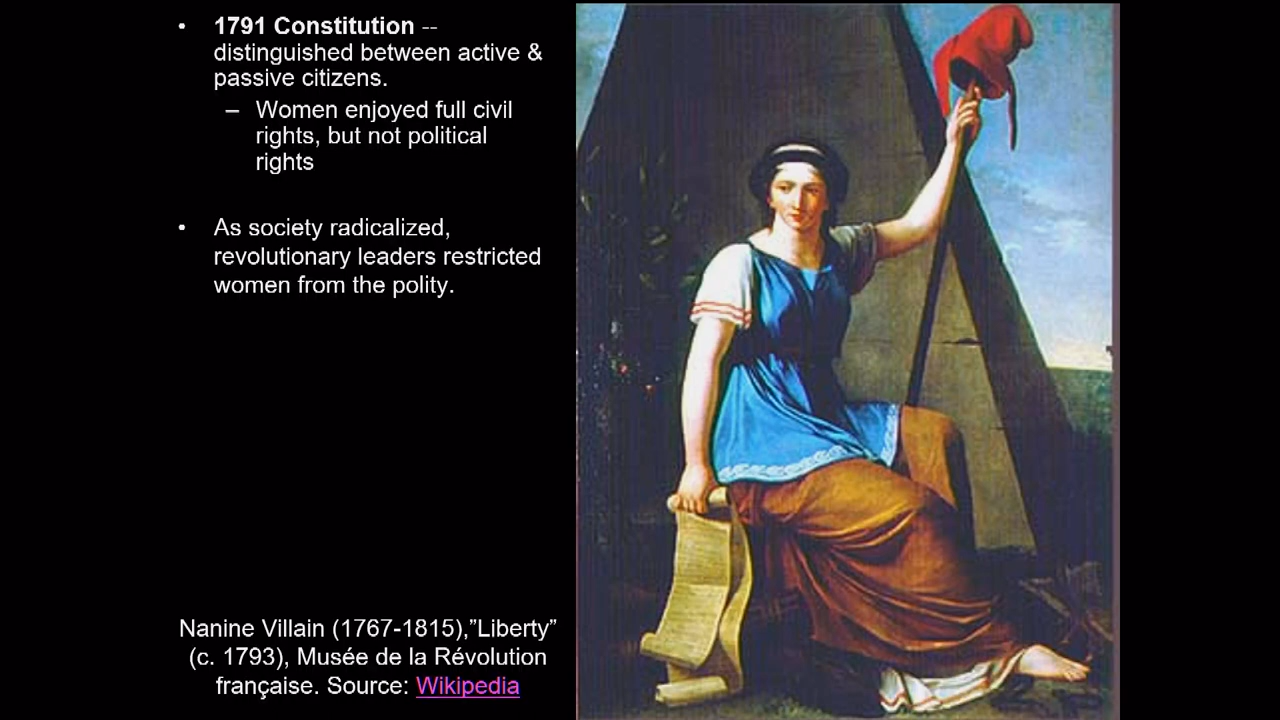 • 1791 Constitution --
distinguished between active &
passive citizens.
– Women enjoyed full civil
rights, but not political
rights
• As society radicalized,
revolutionary leaders restricted
women from the polity.
Nanine Villain (1767-1815),”Liberty”
(c. 1793), Musée de la Révolution
française. Source: Wikipedia